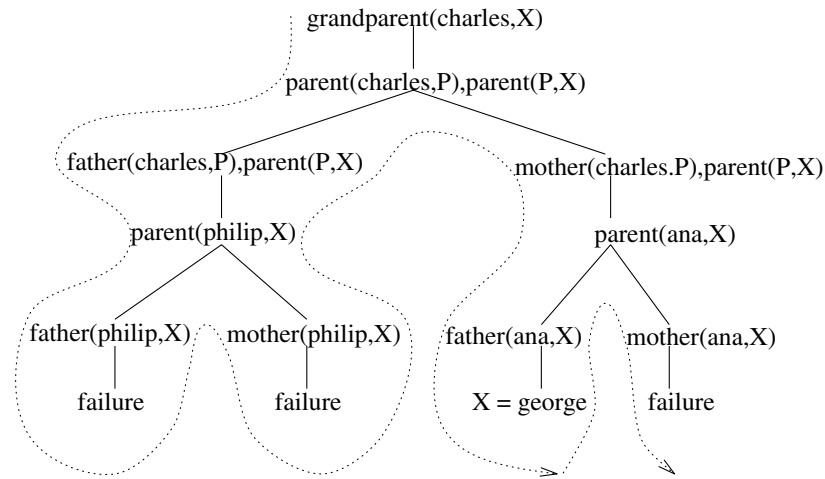 grandparent(charles,X)
parent(charles,P),parent(P,X)
father(charles,P),parent(P,X)
mother(charles.P),parent(P,X)
parent(philip,X)
parent(ana,X)
father(philip,X)
mother(philip,X)
father(ana,X)
mother(ana,X)
failure
failure
X = george
failure